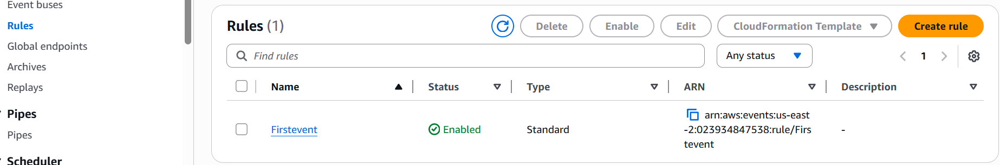 Event buses
Rules
Global endpoints
Archives
Replays
Pipes
Pipes
Scheduler
Rules (1)
Delete
Enable
Edit
CloudFormation Template
Create rule
Find rules
Any status
1
Name
Status
Type
ARN
Description
Firstevent
Enabled
Standard
arn:aws:events:us-east
-2:023934847538:rule/Firs
tevent
-